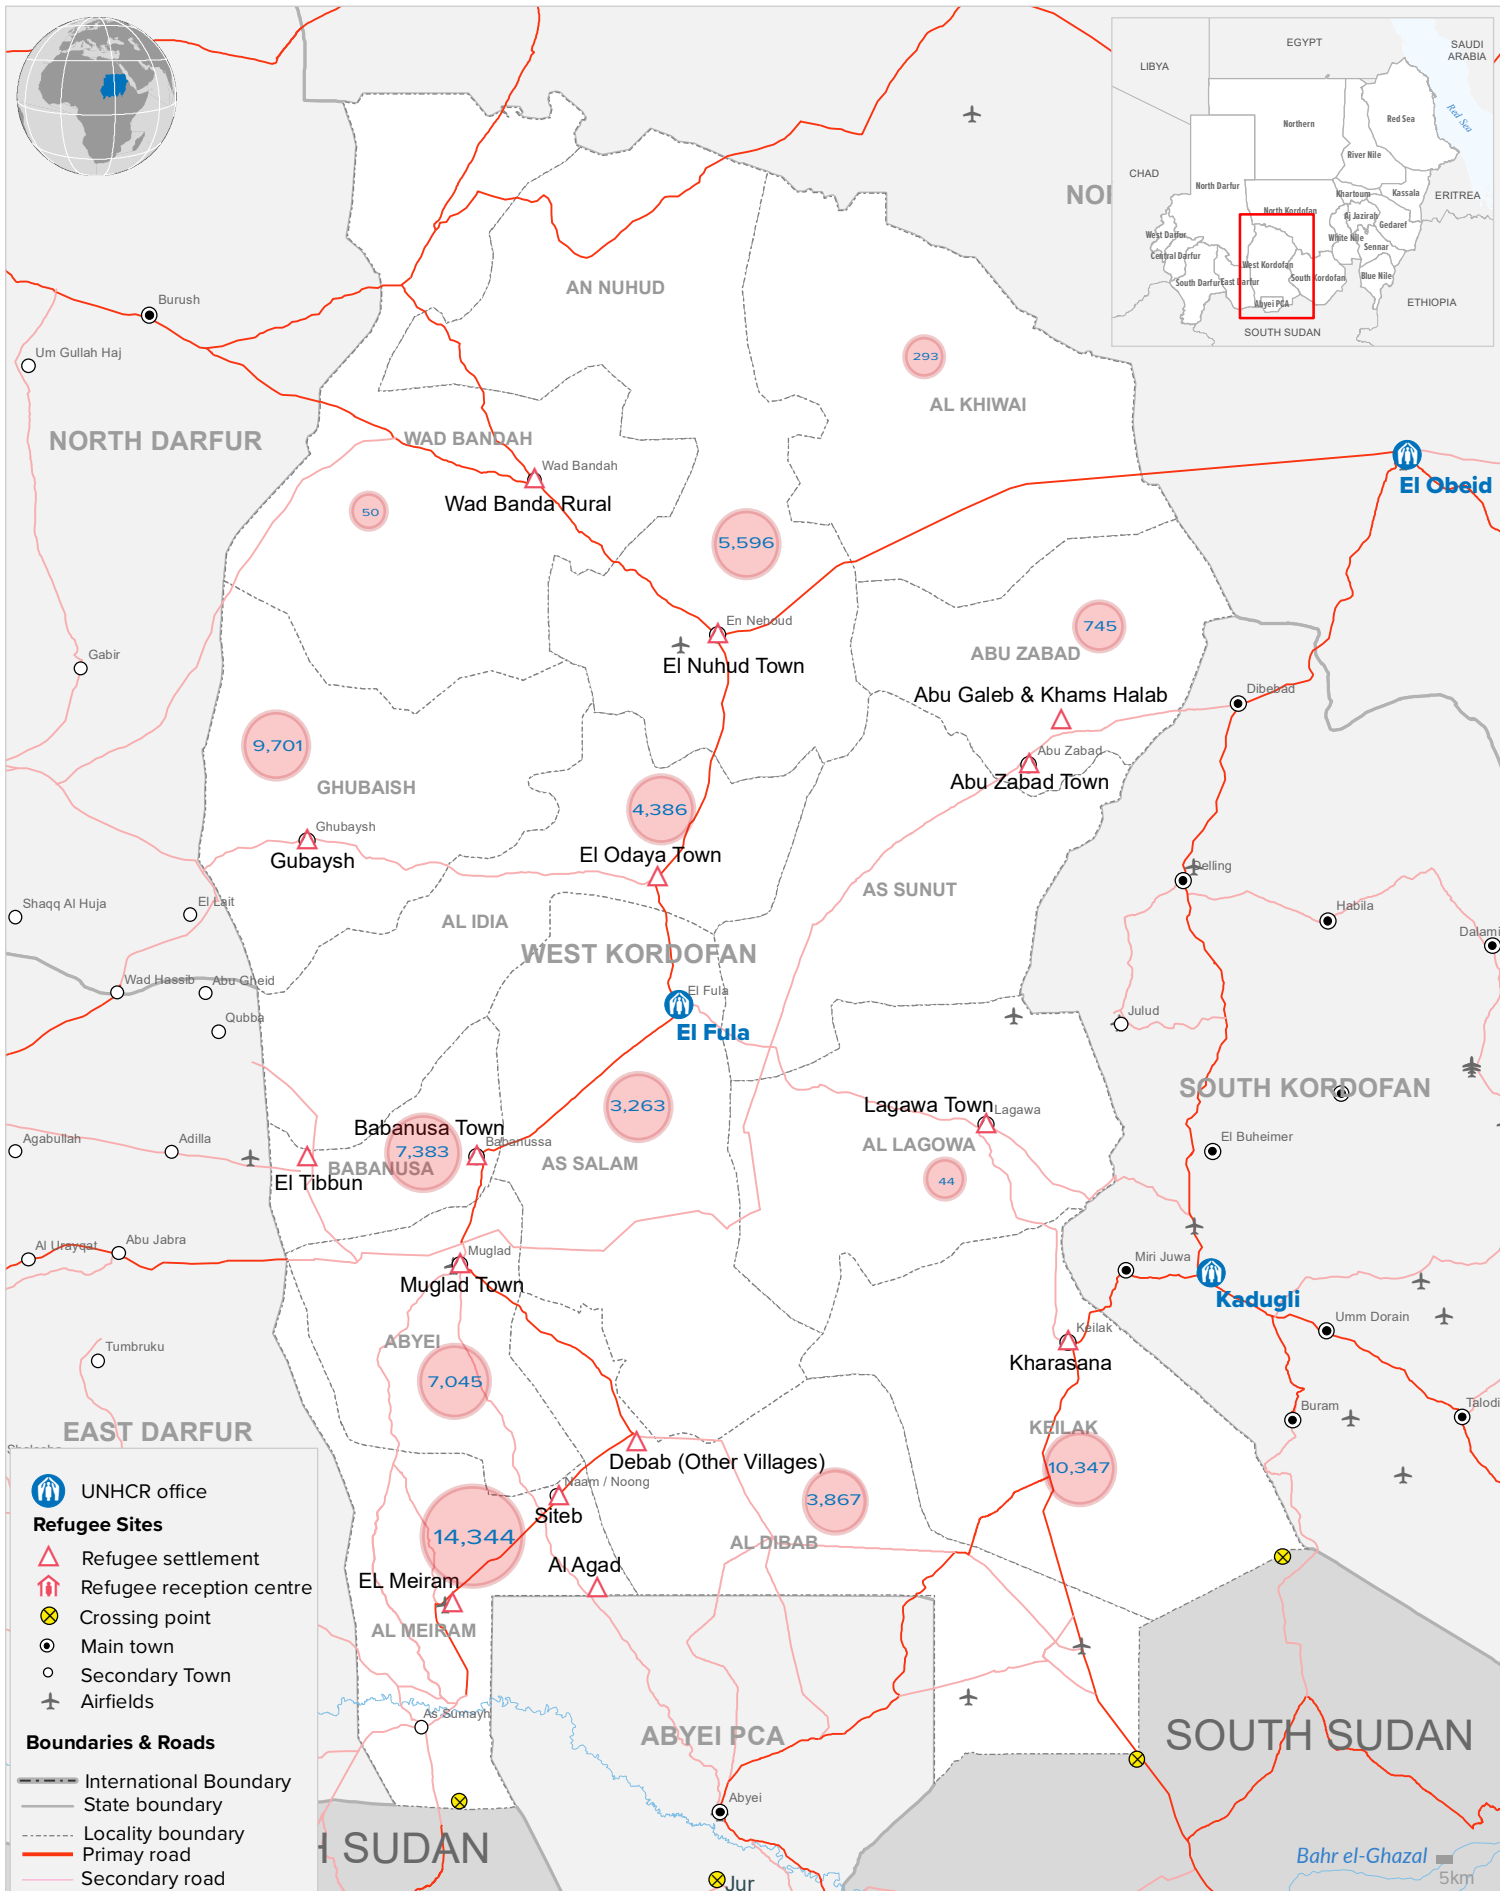 EGYPT
SAUDI
ARABIA
LIBYA
Red Sea
Northern
Red Sea
River Nile
CHAD
North Darfur
Khartoum
Kassala
ERITREA
North Kordofan
Aj Jazirah
Gedaref
West Darfur
White Nile
Sennar
Central Darfur
West Kordofan
South Kordofan
Blue Nile
South Darfur
East Darfur
Abyei PCA
ETHIOPIA
SOUTH SUDAN
NOR
AN NUHUD
Burush
Um Gullah Haj
293
AL KHIWAI
NORTH DARFUR
WAD BANDAH
Wad Bandah
Wad Banda Rural
El Obeid
50
5,596
En Nehoud
El Nuhud Town
745
ABU ZABAD
Gabir
Abu Galeb & Khams Halab
Dibebad
9,701
Abu Zabad
Abu Zabad Town
GHUBAISH
4,386
Ghubaysh
Gubaysh
El Odaya Town
Delling
AS SUNUT
Shaqq Al Huja
El Lait
AL IDIA
Habila
Dalami
WEST KORDOFAN
Wad Hassib
Abu Gheid
El Fula
El Fula
Qubba
Julud
SOUTH KORDOFAN
3,263
Lagawa Town
Lagawa
Babanusa Town
Babanussa
7,383
Agabullah
Adilla
El Buheimer
AL LAGOWA
BABANUSA
AS SALAM
El Tibbun
44
Al Urayqat
Abu Jabra
Muglad
Muglad Town
Miri Juwa
Kadugli
Umm Dorain
Keilak
Kharasana
Tumbruku
ABYEI
7,045
EAST DARFUR
Buram
Talodi
KEILAK
10,347
Debab (Other Villages)
Naam / Noong
Siteb
3,867
14,344
AL DIBAB
Al Agad
EL Meiram
AL MEIRAM
As Sumayh
ABYEI PCA
SOUTH SUDAN
Abyei
H SUDAN
Jur
Bahr el-Ghazal
5km
UNHCR office
Refugee Sites
Refugee settlement
Refugee reception centre
Crossing point
Main town
Secondary Town
Airfields
Boundaries & Roads
International Boundary
State boundary
Locality boundary
Primay road
Secondary road